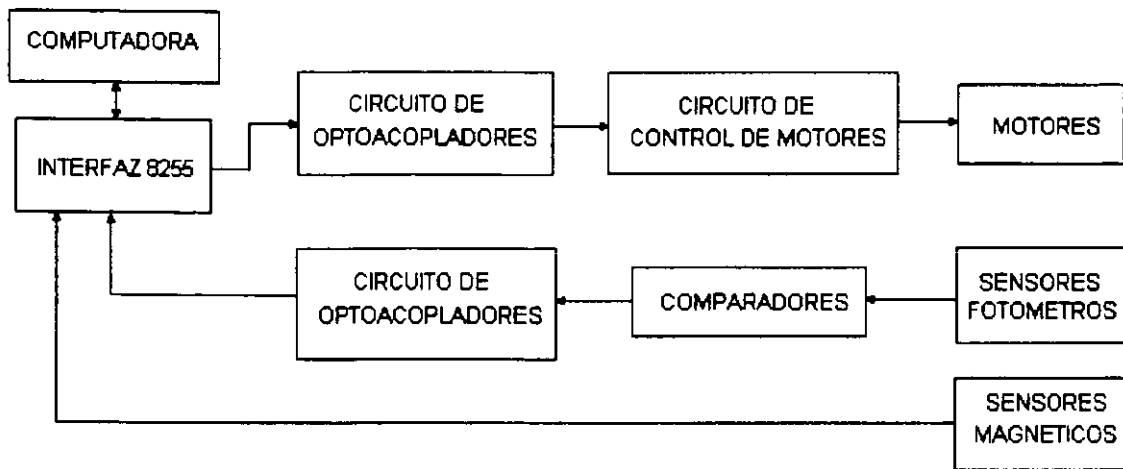 COMPUTADORA
INTERFAZ 8255
CIRCUITO DE
OPTOACOPLADORES
CIRCUITO DE
CONTROL DE MOTORES
MOTORES
CIRCUITO DE
OPTOACOPLADORES
COMPARADORES
SENSORES
FOTOMETROS
SENSORES
MAGNETICOS